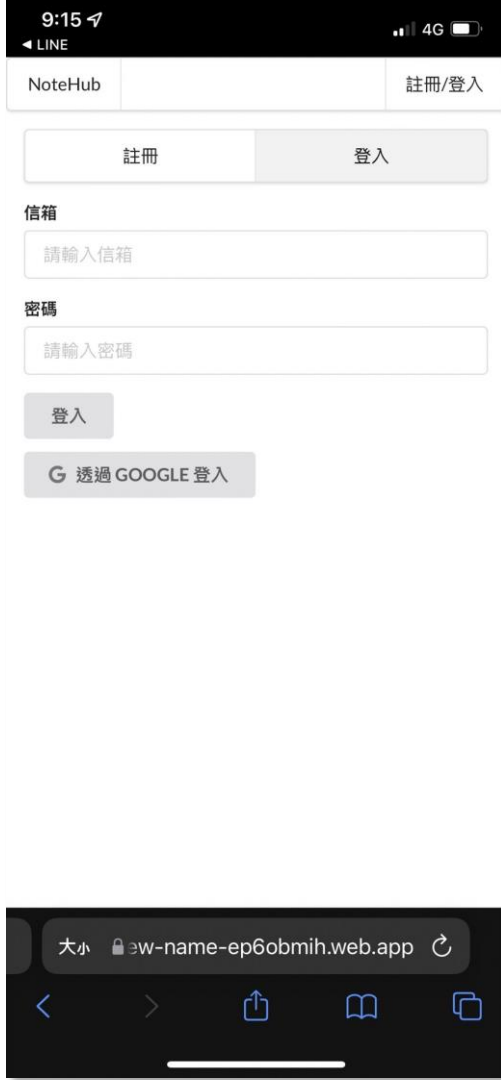 9:15
◀ LINE
4G
NoteHub
註冊/登入
註冊
登入
信箱
請輸入信箱
密碼
請輸入密碼
登入
G 透過 GOOGLE 登入
大小
ew-name-ep6obmih.web.app